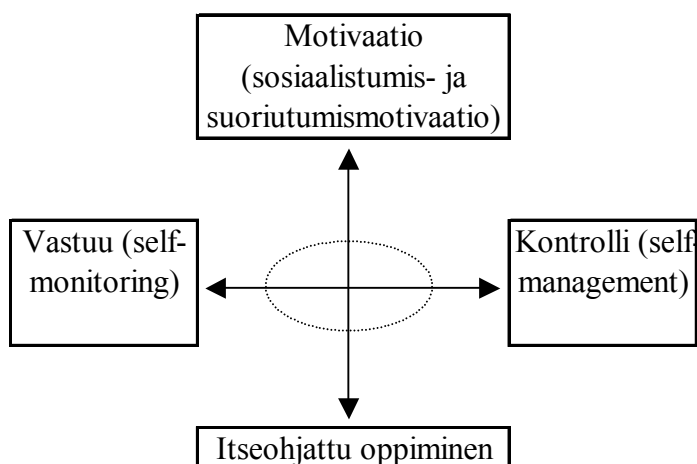 Motivaatio
(sosiaalistumis- ja
suoriutumismotivaatio)
Vastuu (self-
monitoring)
Kontrolli (self-
management)
Itseohjattu oppiminen